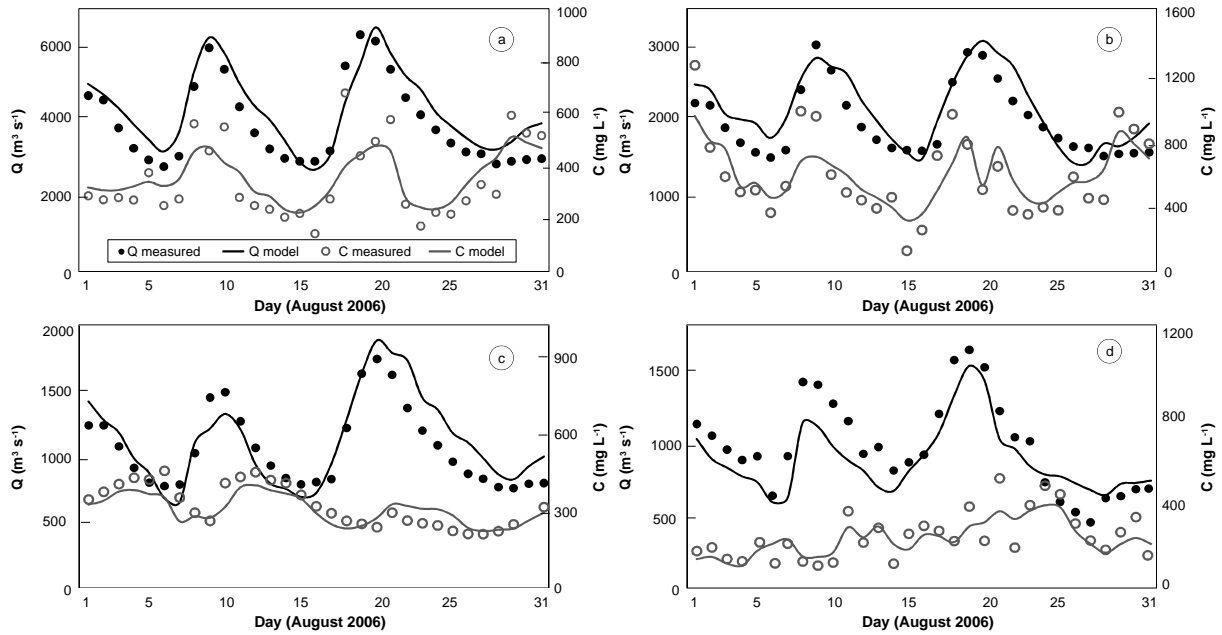 1000
1600
a
b
6000
800
3000
1200
600
4000
2000
800
400
2000
1000
400
200
Q measured Q model C measured C model
0 0 0 0
1 5 10 15 20 25 31
1 5 10 15 20 25 31
Day (August 2006)
Day (August 2006)
Q (m³ s⁻¹)
C (mg L⁻¹)
Q (m³ s⁻¹)
C (mg L⁻¹)
2000
1200
c
d
900
1500
1500
800
600
1000
1000
400
300
500
500
0 0 0 0
1 5 10 15 20 25 31
1 5 10 15 20 25 31
Day (August 2006)
Day (August 2006)
Q (m³ s⁻¹)
C (mg L⁻¹)
Q (m³ s⁻¹)
C (mg L⁻¹)